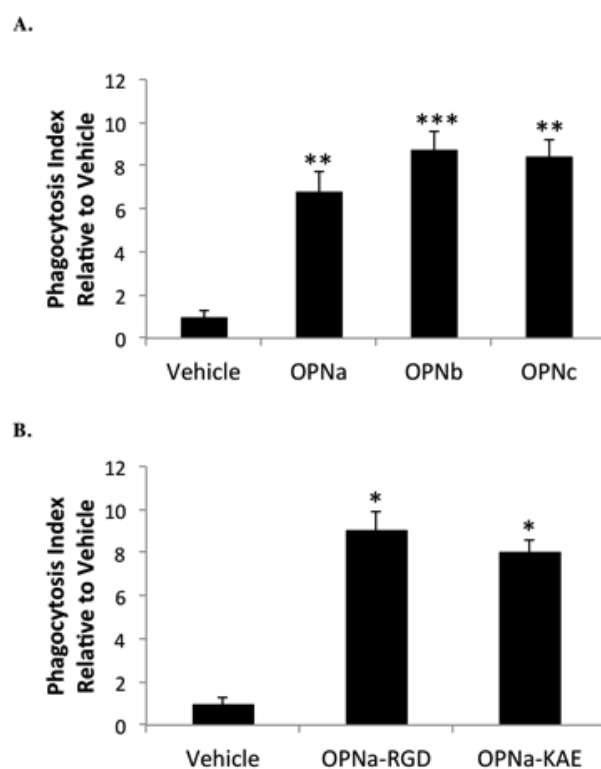 A.
Phagocytosis Index
Relative to Vehicle
12
10
8
6
4
2
0
**
***
**
Vehicle OPNa OPNb OPNc
B.
Phagocytosis Index
Relative to Vehicle
12
10
8
6
4
2
0
*
*
Vehicle OPNa-RGD OPNa-KAE